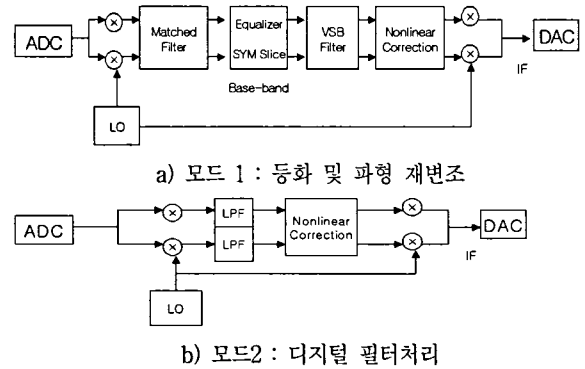 ADC
Matched
Filter
Equalizer
SYM Slice
VSB
Filter
Nonlinear
Correction
DAC
IF
Base-band
LO
a) 모드 1 : 등화 및 파형 재변조
ADC
LPF
LPF
Nonlinear
Correction
DAC
IF
LO
b) 모드2 : 디지털 필터처리